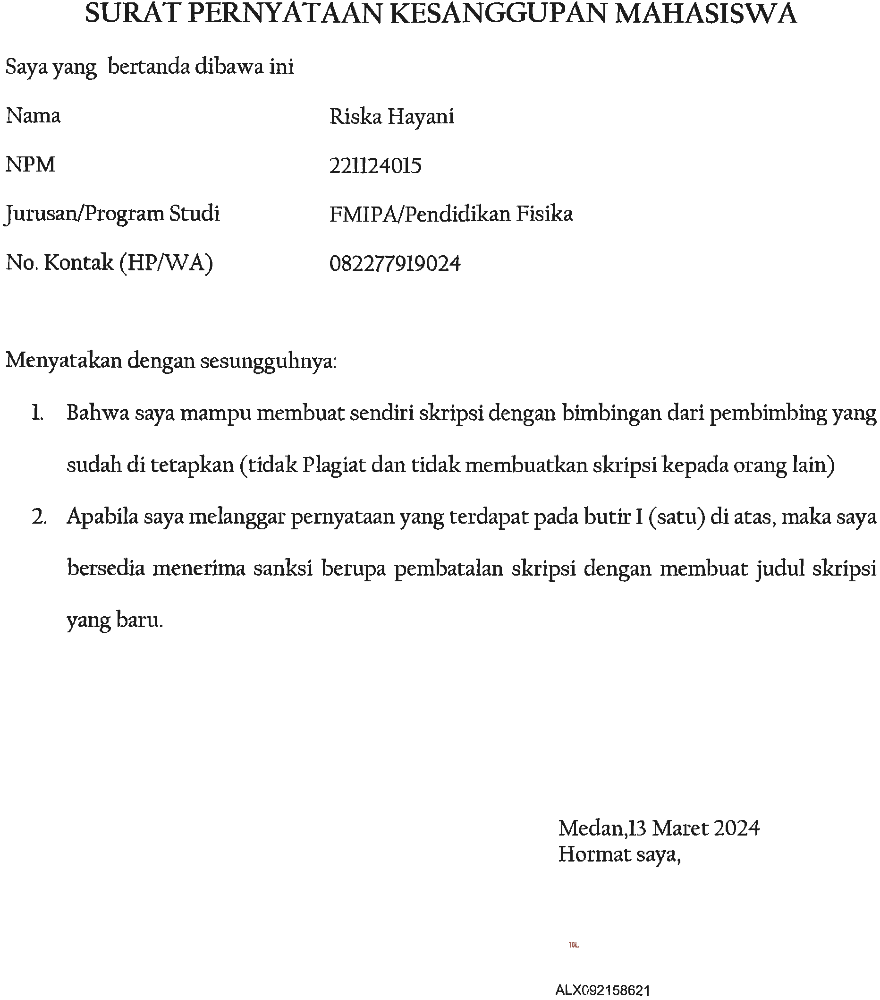 SURAT PERNYATAAN KESANGGUPAN MAHASISWA
Saya yang bertanda dibawa ini
Nama Riska Hayani
NPM 221124015
Jurusan/Program Studi FMIPA/Pendidikan Fisika
No. Kontak (HP/WA) 082277919024
Menyatakan dengan sesungguhnya:
1. Bahwa saya mampu membuat sendiri skripsi dengan bimbingan dari pembimbing yang
sudah di tetapkan (tidak Plagiat dan tidak membuatkan skripsi kepada orang lain)
2. Apabila saya melanggar pernyataan yang terdapat pada butir I (satu) di atas, maka saya
bersedia menerima sanksi berupa pembatalan skripsi dengan membuat judul skripsi
yang baru.
Medan,13 Maret 2024
Hormat saya,
ALX092158621